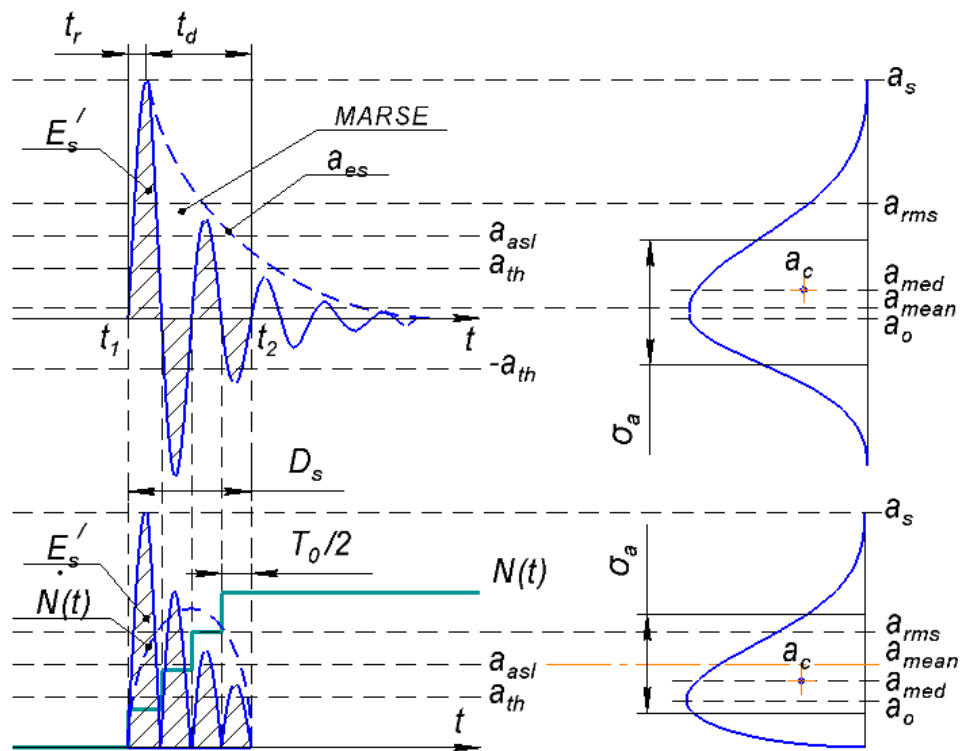 t_r t_d
a_s
E_s′
MARSE
a_es
a_rms
a_asl
a_th
a_c
a_med
a_mean
a_o
t_1 t_2 t
-a_th
σ_a
D_s
a_s
E_s′
T_0/2
N(t)
σ_a
Ṅ(t)
a_rms
a_asl
a_mean
a_c
a_med
a_th
a_o
t